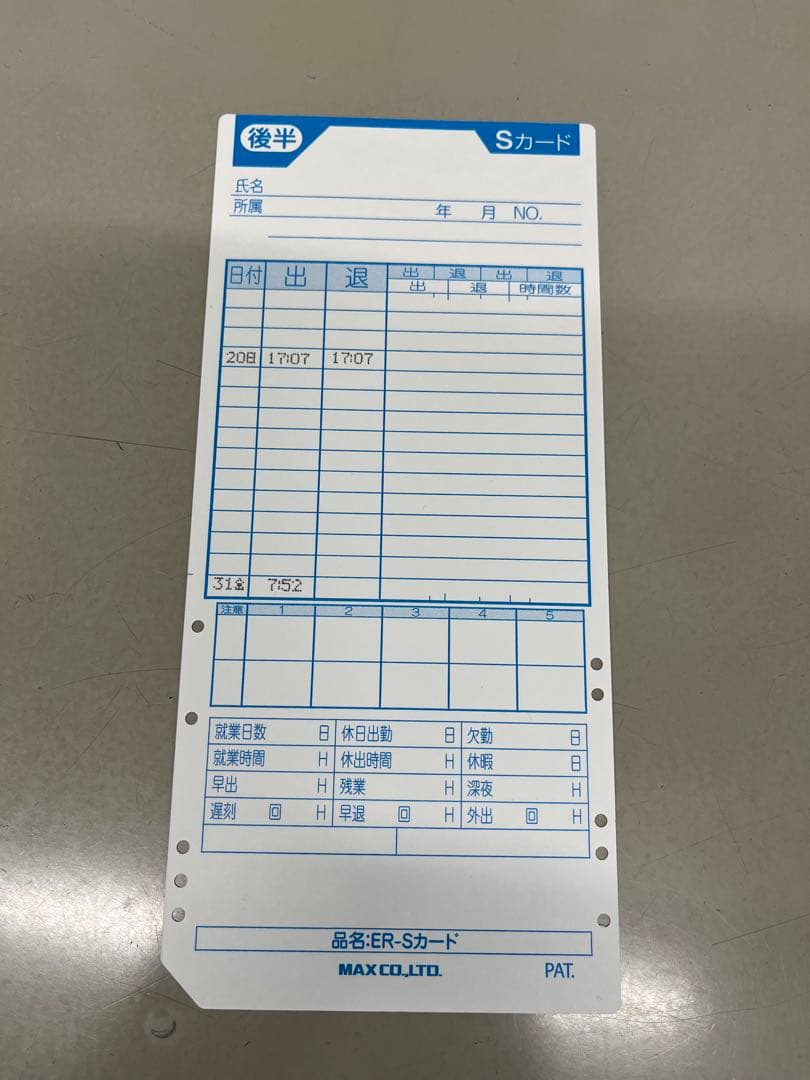 後半 Sカード
氏名
所属 年 月 NO.
日付 出 退 出 退 出 退
出 退 時間数
20日 17:07 17:07
31金 7:52
注意 1 2 3 4 5
就業日数 日 休日出勤 日 欠勤 日
就業時間 H 休出時間 H 休暇 日
早出 H 残業 H 深夜 H
遅刻 回 H 早退 回 H 外出 回 H
品名:ER-Sカード
MAX CO.,LTD. PAT.